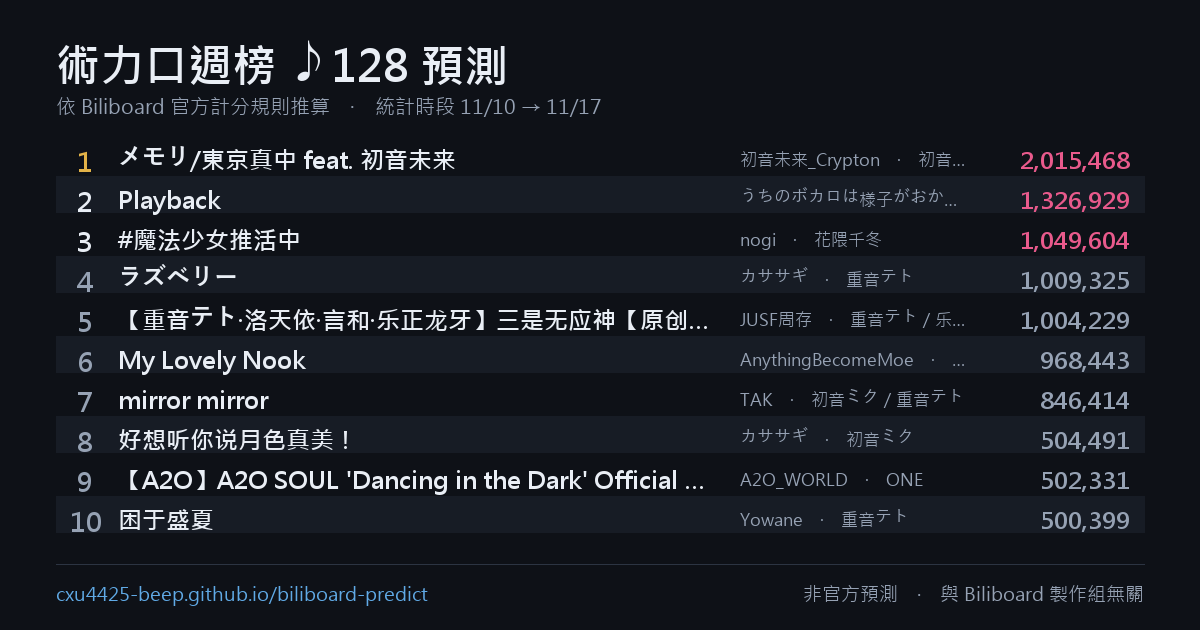 術力口週榜 ♪128 預測
依 Biliboard 官方計分規則推算 · 統計時段 11/10 → 11/17
1 メモリ/東京真中 feat. 初音未来 初音未来_Crypton · 初音... 2,015,468
2 Playback うちのボカロは様子がおか... 1,326,929
3 #魔法少女推活中 nogi · 花隈千冬 1,049,604
4 ラズベリー カササギ · 重音テト 1,009,325
5 【重音テト·洛天依·言和·乐正龙牙】三是无应神【原创... JUSF周存 · 重音テト / 乐... 1,004,229
6 My Lovely Nook AnythingBecomeMoe · ... 968,443
7 mirror mirror TAK · 初音ミク / 重音テト 846,414
8 好想听你说月色真美！ カササギ · 初音ミク 504,491
9 【A2O】A2O SOUL 'Dancing in the Dark' Official ... A2O_WORLD · ONE 502,331
10 困于盛夏 Yowane · 重音テト 500,399
cxu4425-beep.github.io/biliboard-predict 非官方預測 · 與 Biliboard 製作組無關